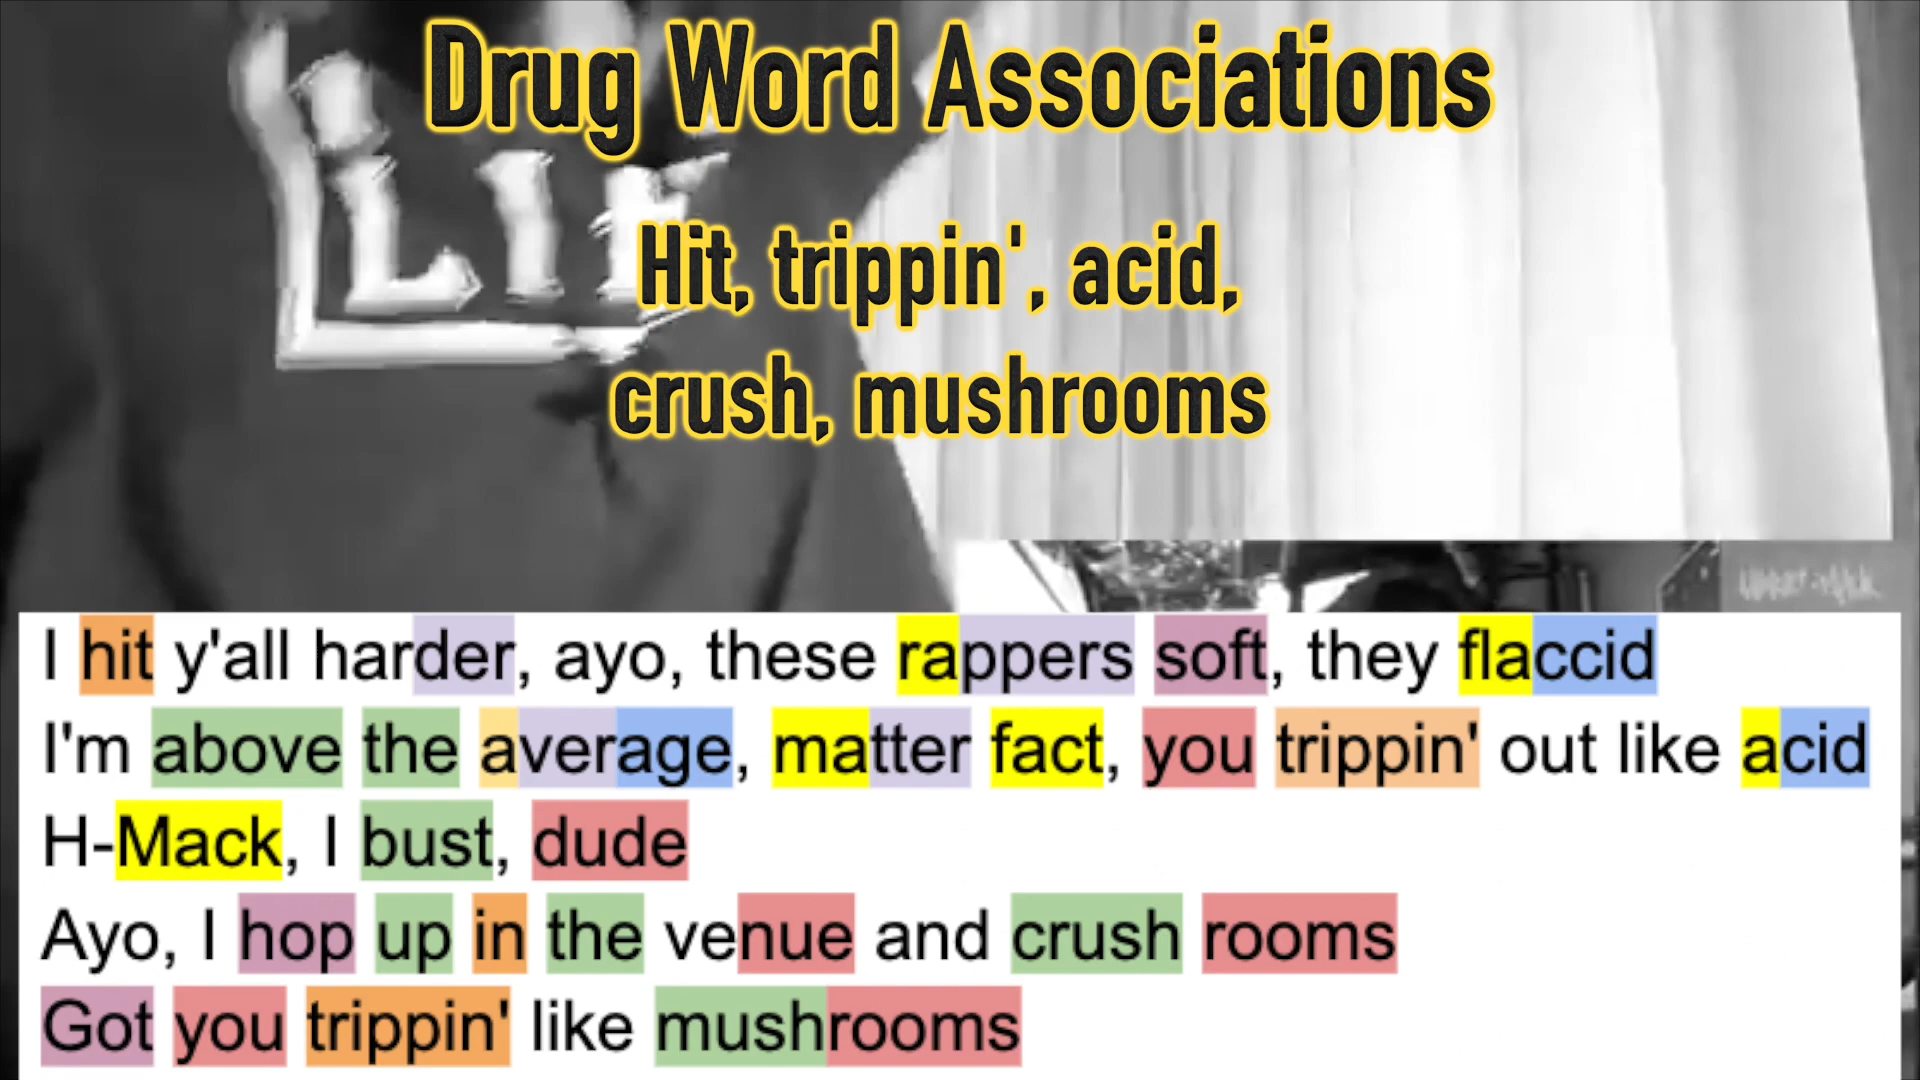 Drug Word Associations
Hit, trippin', acid,
crush, mushrooms
I hit y'all harder, ayo, these rappers soft, they flaccid
I'm above the average, matter fact, you trippin' out like acid
H-Mack, I bust, dude
Ayo, I hop up in the venue and crush rooms
Got you trippin' like mushrooms